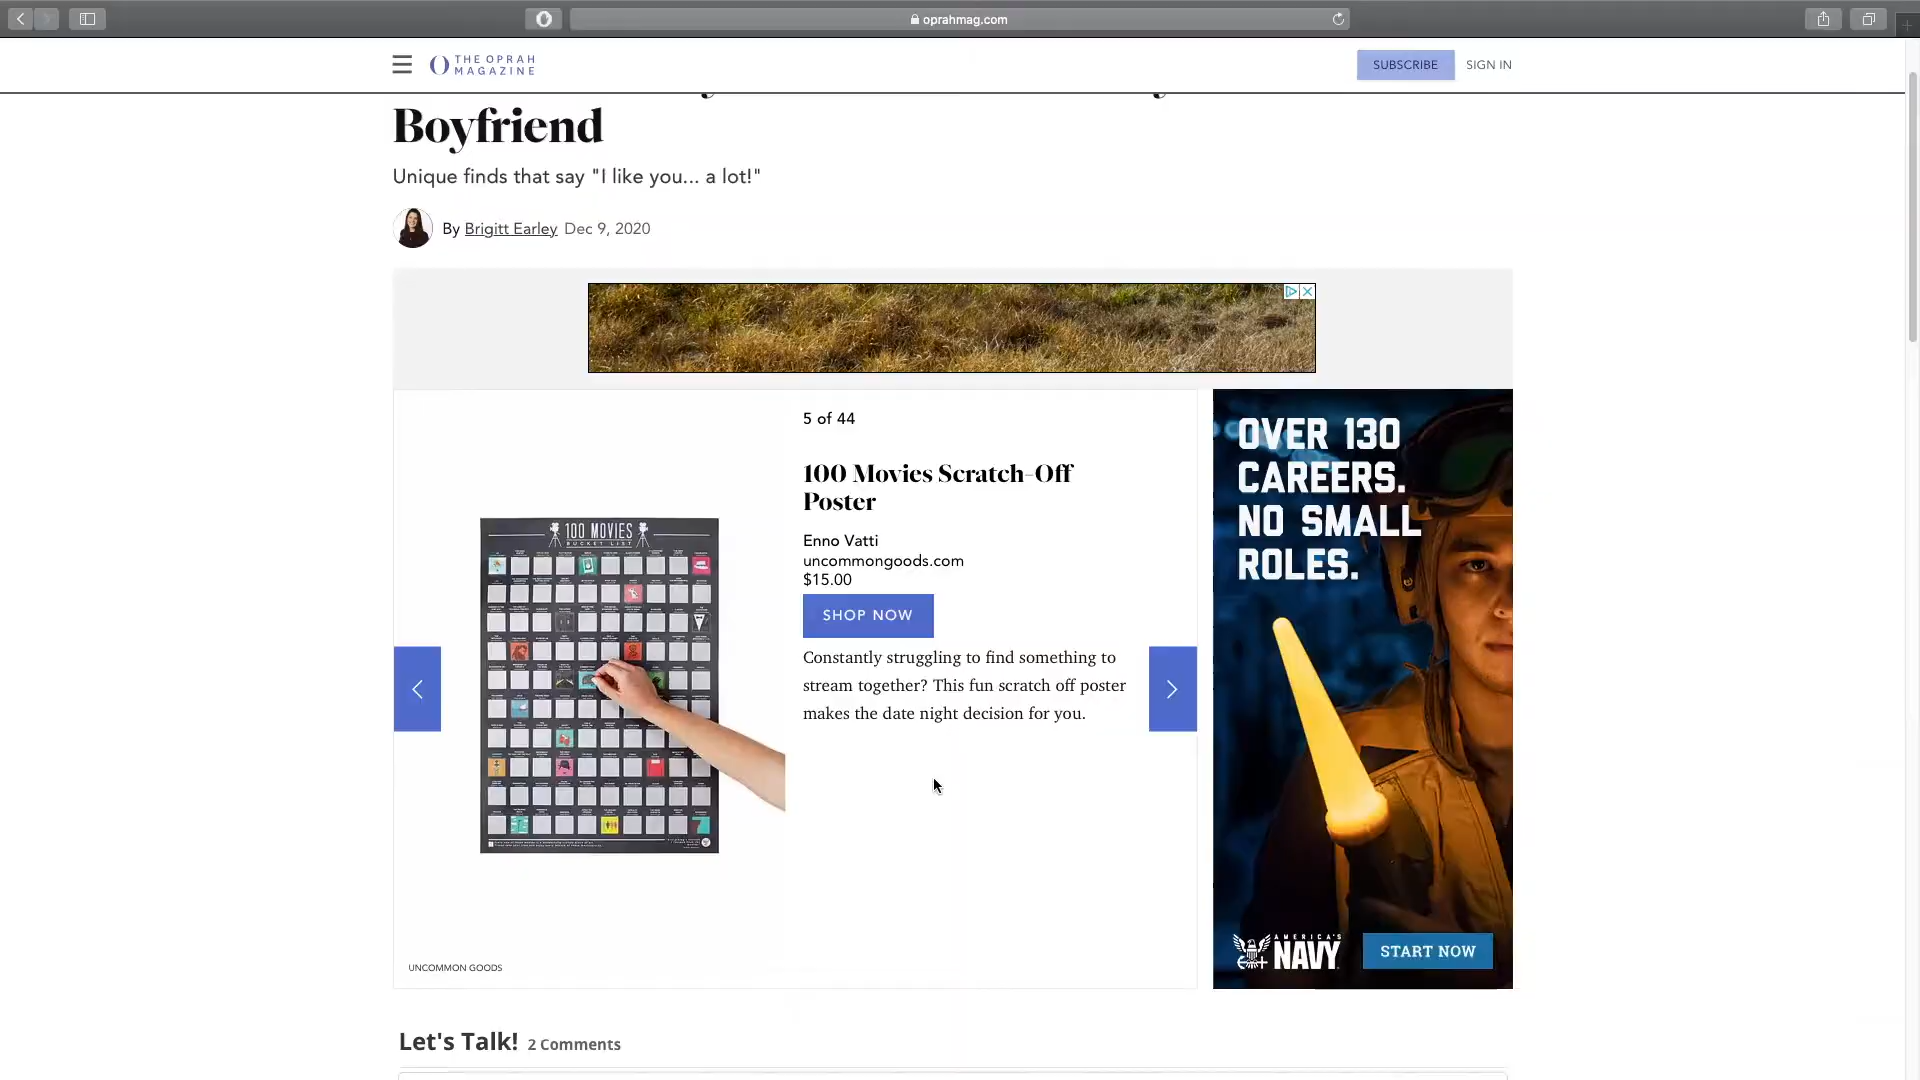 oprahmag.com
THE OPRAH
MAGAZINE
SUBSCRIBE
SIGN IN
Boyfriend
Unique finds that say "I like you... a lot!"
By Brigitt Earley Dec 9, 2020
5 of 44
100 Movies Scratch-Off
Poster
Enno Vatti
uncommongoods.com
$15.00
SHOP NOW
Constantly struggling to find something to
stream together? This fun scratch off poster
makes the date night decision for you.
100 MOVIES
BUCKET LIST
UNCOMMON GOODS
OVER 130
CAREERS.
NO SMALL
ROLES.
AMERICA'S
NAVY
START NOW
Let's Talk! 2 Comments